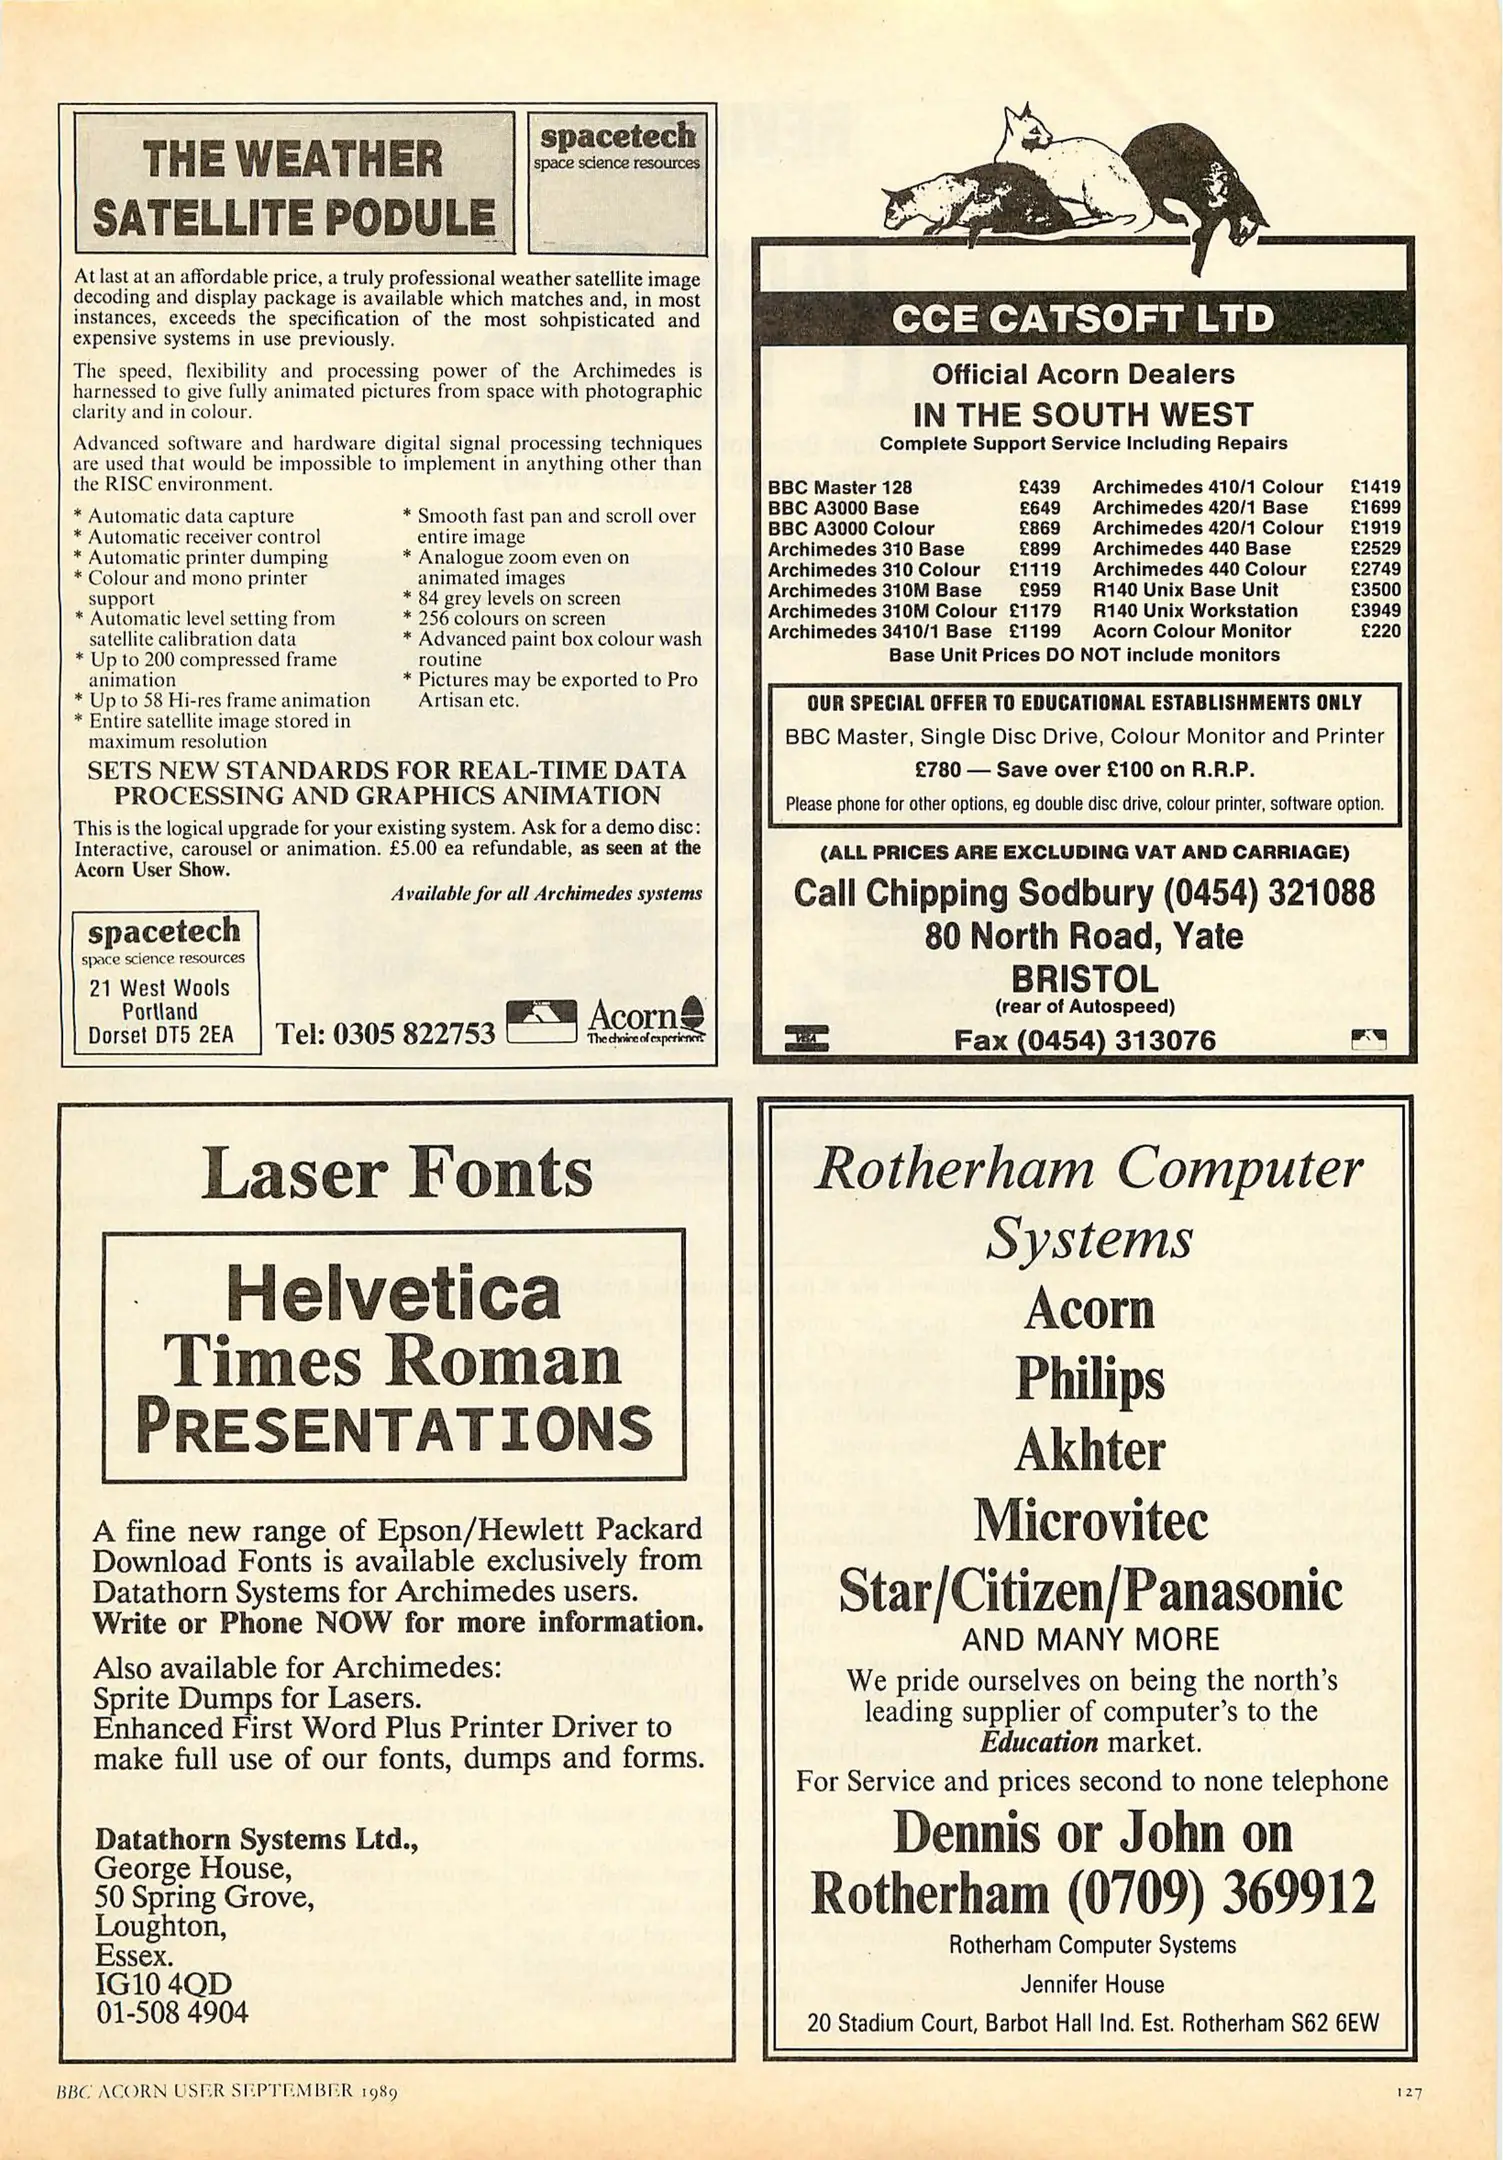 THE WEATHER
SATELLITE PODULE
spacetech
space science resources
At last at an affordable price, a truly professional weather satellite image
decoding and display package is available which matches and, in most
instances, exceeds the specification of the most sohpisticated and
expensive systems in use previously.
The speed, flexibility and processing power of the Archimedes is
harnessed to give fully animated pictures from space with photographic
clarity and in colour.
Advanced software and hardware digital signal processing techniques
are used that would be impossible to implement in anything other than
the RISC environment.
* Automatic data capture
* Automatic receiver control
* Automatic printer dumping
* Colour and mono printer
support
* Automatic level setting from
satellite calibration data
* Up to 200 compressed frame
animation
* Up to 58 Hi-res frame animation
* Entire satellite image stored in
maximum resolution
* Smooth fast pan and scroll over
entire image
* Analogue zoom even on
animated images
* 84 grey levels on screen
* 256 colours on screen
* Advanced paint box colour wash
routine
* Pictures may be exported to Pro
Artisan etc.
SETS NEW STANDARDS FOR REAL-TIME DATA
PROCESSING AND GRAPHICS ANIMATION
This is the logical upgrade for your existing system. Ask for a demo disc:
Interactive, carousel or animation. £5.00 ea refundable, as seen at the
Acorn User Show.
Available for all Archimedes systems
spacetech
space science resources
21 West Wools
Portland
Dorset DT5 2EA
Tel: 0305 822753
Acorn
The choice of experience.
CCE CATSOFT LTD
Official Acorn Dealers
IN THE SOUTH WEST
Complete Support Service Including Repairs
BBC Master 128 £439 Archimedes 410/1 Colour £1419
BBC A3000 Base £649 Archimedes 420/1 Base £1699
BBC A3000 Colour £869 Archimedes 420/1 Colour £1919
Archimedes 310 Base £899 Archimedes 440 Base £2529
Archimedes 310 Colour £1119 Archimedes 440 Colour £2749
Archimedes 310M Base £959 R140 Unix Base Unit £3500
Archimedes 310M Colour £1179 R140 Unix Workstation £3949
Archimedes 3410/1 Base £1199 Acorn Colour Monitor £220
Base Unit Prices DO NOT include monitors
OUR SPECIAL OFFER TO EDUCATIONAL ESTABLISHMENTS ONLY
BBC Master, Single Disc Drive, Colour Monitor and Printer
£780 — Save over £100 on R.R.P.
Please phone for other options, eg double disc drive, colour printer, software option.
(ALL PRICES ARE EXCLUDING VAT AND CARRIAGE)
Call Chipping Sodbury (0454) 321088
80 North Road, Yate
BRISTOL
(rear of Autospeed)
VISA
Fax (0454) 313076
Laser Fonts
Helvetica
Times Roman
PRESENTATIONS
A fine new range of Epson/Hewlett Packard
Download Fonts is available exclusively from
Datathorn Systems for Archimedes users.
Write or Phone NOW for more information.
Also available for Archimedes:
Sprite Dumps for Lasers.
Enhanced First Word Plus Printer Driver to
make full use of our fonts, dumps and forms.
Datathorn Systems Ltd.,
George House,
50 Spring Grove,
Loughton,
Essex.
IG10 4QD
01-508 4904
Rotherham Computer
Systems
Acorn
Philips
Akhter
Microvitec
Star/Citizen/Panasonic
AND MANY MORE
We pride ourselves on being the north's
leading supplier of computer's to the
Education market.
For Service and prices second to none telephone
Dennis or John on
Rotherham (0709) 369912
Rotherham Computer Systems
Jennifer House
20 Stadium Court, Barbot Hall Ind. Est. Rotherham S62 6EW
BBC ACORN USER SEPTEMBER 1989
127